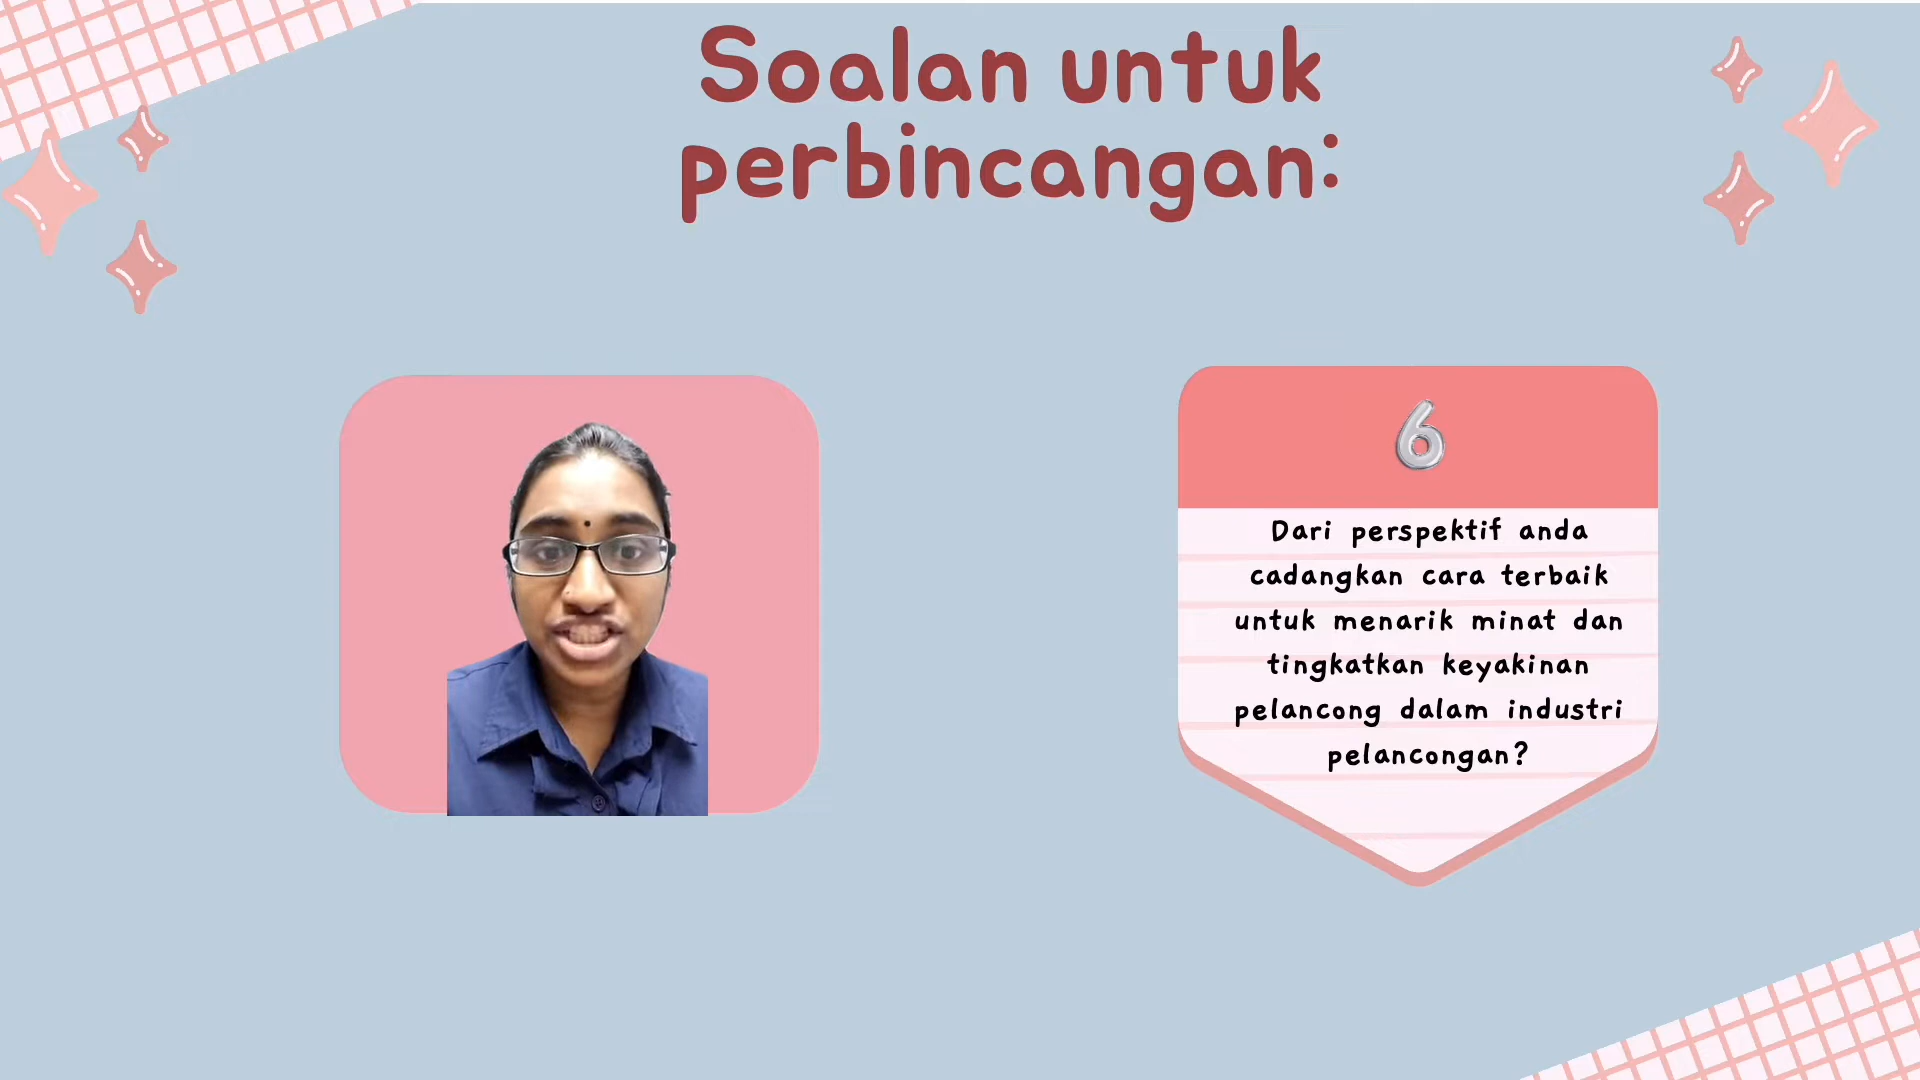 Soalan untuk
perbincangan:
6
Dari perspektif anda
cadangkan cara terbaik
untuk menarik minat dan
tingkatkan keyakinan
pelancong dalam industri
pelancongan?